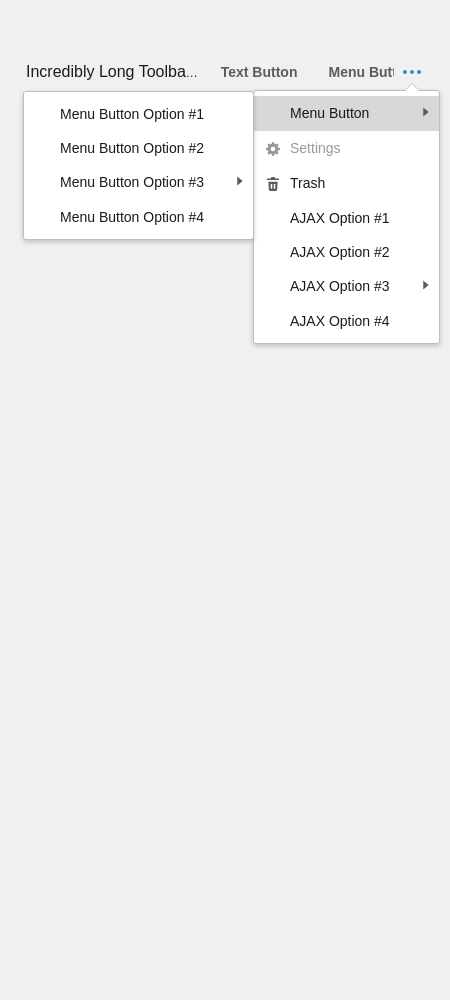 Incredibly Long Toolba... Text Button Menu Butt
Menu Button Option #1
Menu Button Option #2
Menu Button Option #3
Menu Button Option #4
Menu Button
Settings
Trash
AJAX Option #1
AJAX Option #2
AJAX Option #3
AJAX Option #4